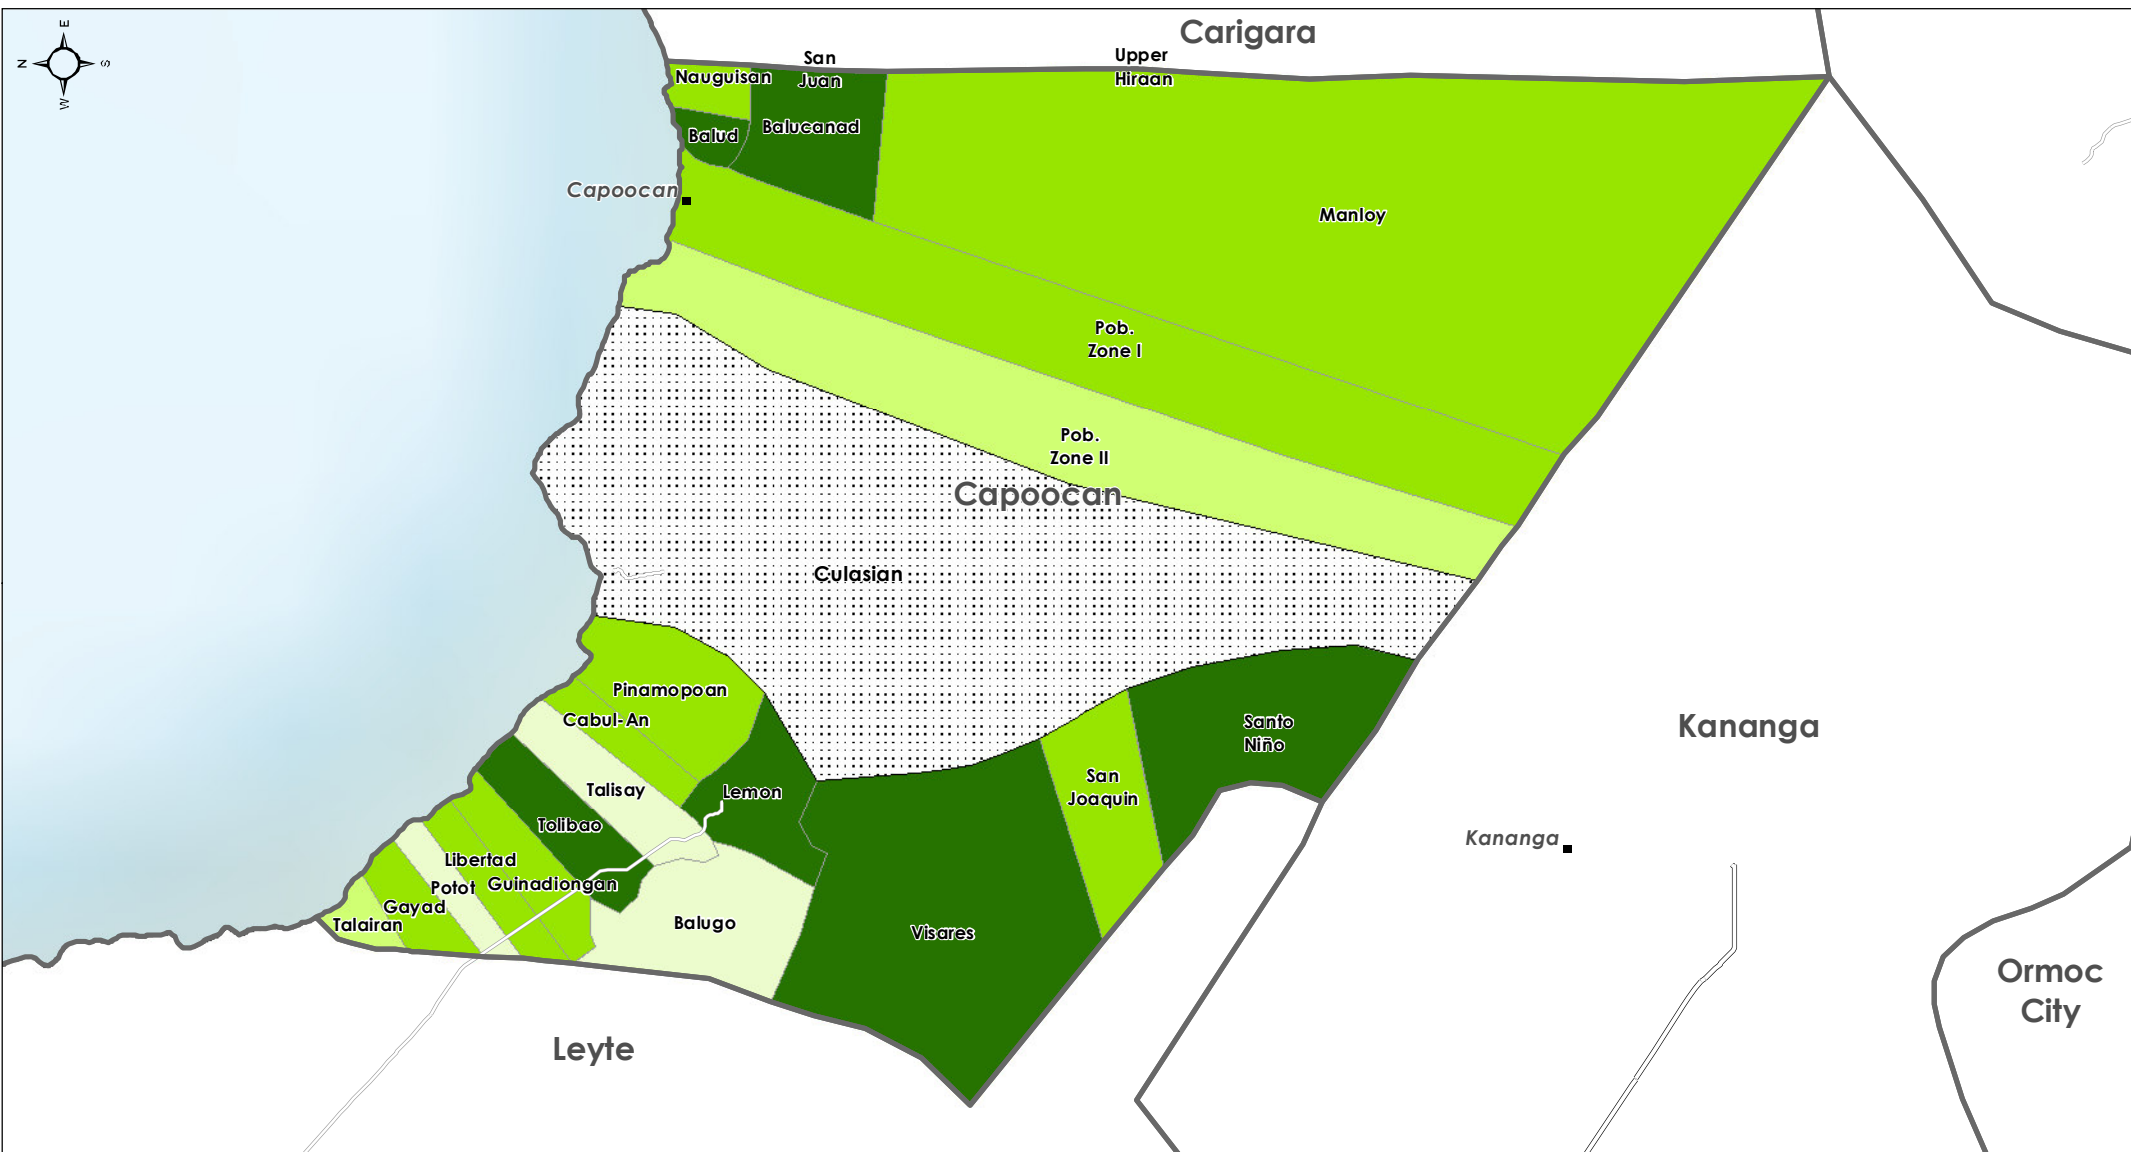 E
N
S
W
Carigara
San
Juan
Upper
Hiraan
Nauguisan
Balud
Balucanad
Capoocan
Manloy
Pob.
Zone I
Pob.
Zone II
Capoocan
Culasian
Pinamopoan
Cabul-An
Talisay
Lemon
Tolibao
Libertad
Guinadiongan
Potot
Gayad
Talairan
Balugo
Visares
San
Joaquin
Santo
Niño
Kananga
Kananga
Ormoc
City
Leyte